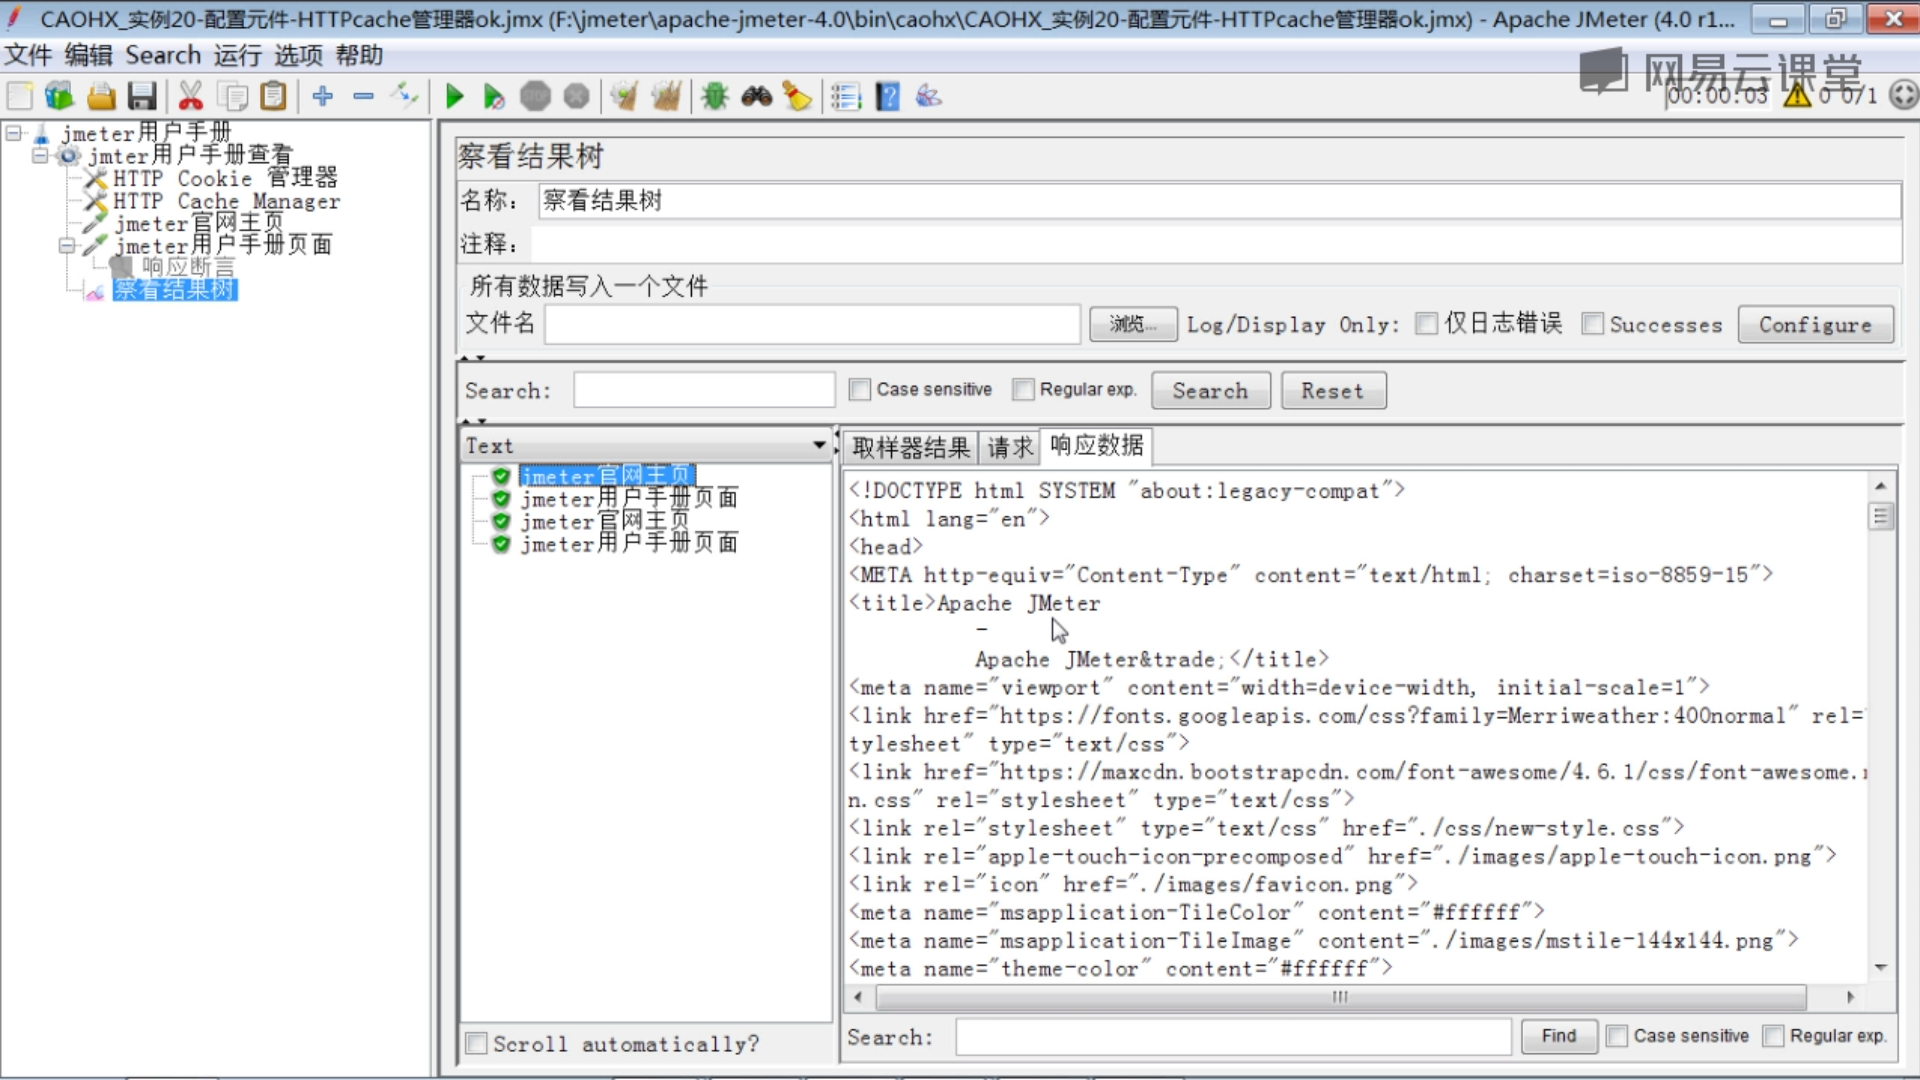 CAOHX_实例20-配置元件-HTTPcache管理器ok.jmx (F:\jmeter\apache-jmeter-4.0\bin\caohx\CAOHX_实例20-配置元件-HTTPcache管理器ok.jmx) - Apache JMeter (4.0 r1...
文件 编辑 Search 运行 选项 帮助
网易云课堂
00:00:03 0 0/1
jmeter用户手册
jmter用户手册查看
HTTP Cookie 管理器
HTTP Cache Manager
jmeter官网主页
jmeter用户手册页面
响应断言
察看结果树
察看结果树
名称： 察看结果树
注释：
所有数据写入一个文件
文件名 浏览... Log/Display Only: 仅日志错误 Successes Configure
Search: Case sensitive Regular exp. Search Reset
Text
jmeter官网主页
jmeter用户手册页面
jmeter官网主页
jmeter用户手册页面
Scroll automatically?
取样器结果 请求 响应数据
<!DOCTYPE html SYSTEM "about:legacy-compat">
<html lang="en">
<head>
<META http-equiv="Content-Type" content="text/html; charset=iso-8859-15">
<title>Apache JMeter
-
Apache JMeter&trade;</title>
<meta name="viewport" content="width=device-width, initial-scale=1">
<link href="https://fonts.googleapis.com/css?family=Merriweather:400normal" rel="
tylesheet" type="text/css">
<link href="https://maxcdn.bootstrapcdn.com/font-awesome/4.6.1/css/font-awesome.
n.css" rel="stylesheet" type="text/css">
<link rel="stylesheet" type="text/css" href="./css/new-style.css">
<link rel="apple-touch-icon-precomposed" href="./images/apple-touch-icon.png">
<link rel="icon" href="./images/favicon.png">
<meta name="msapplication-TileColor" content="#ffffff">
<meta name="msapplication-TileImage" content="./images/mstile-144x144.png">
<meta name="theme-color" content="#ffffff">
Search: Find Case sensitive Regular exp.